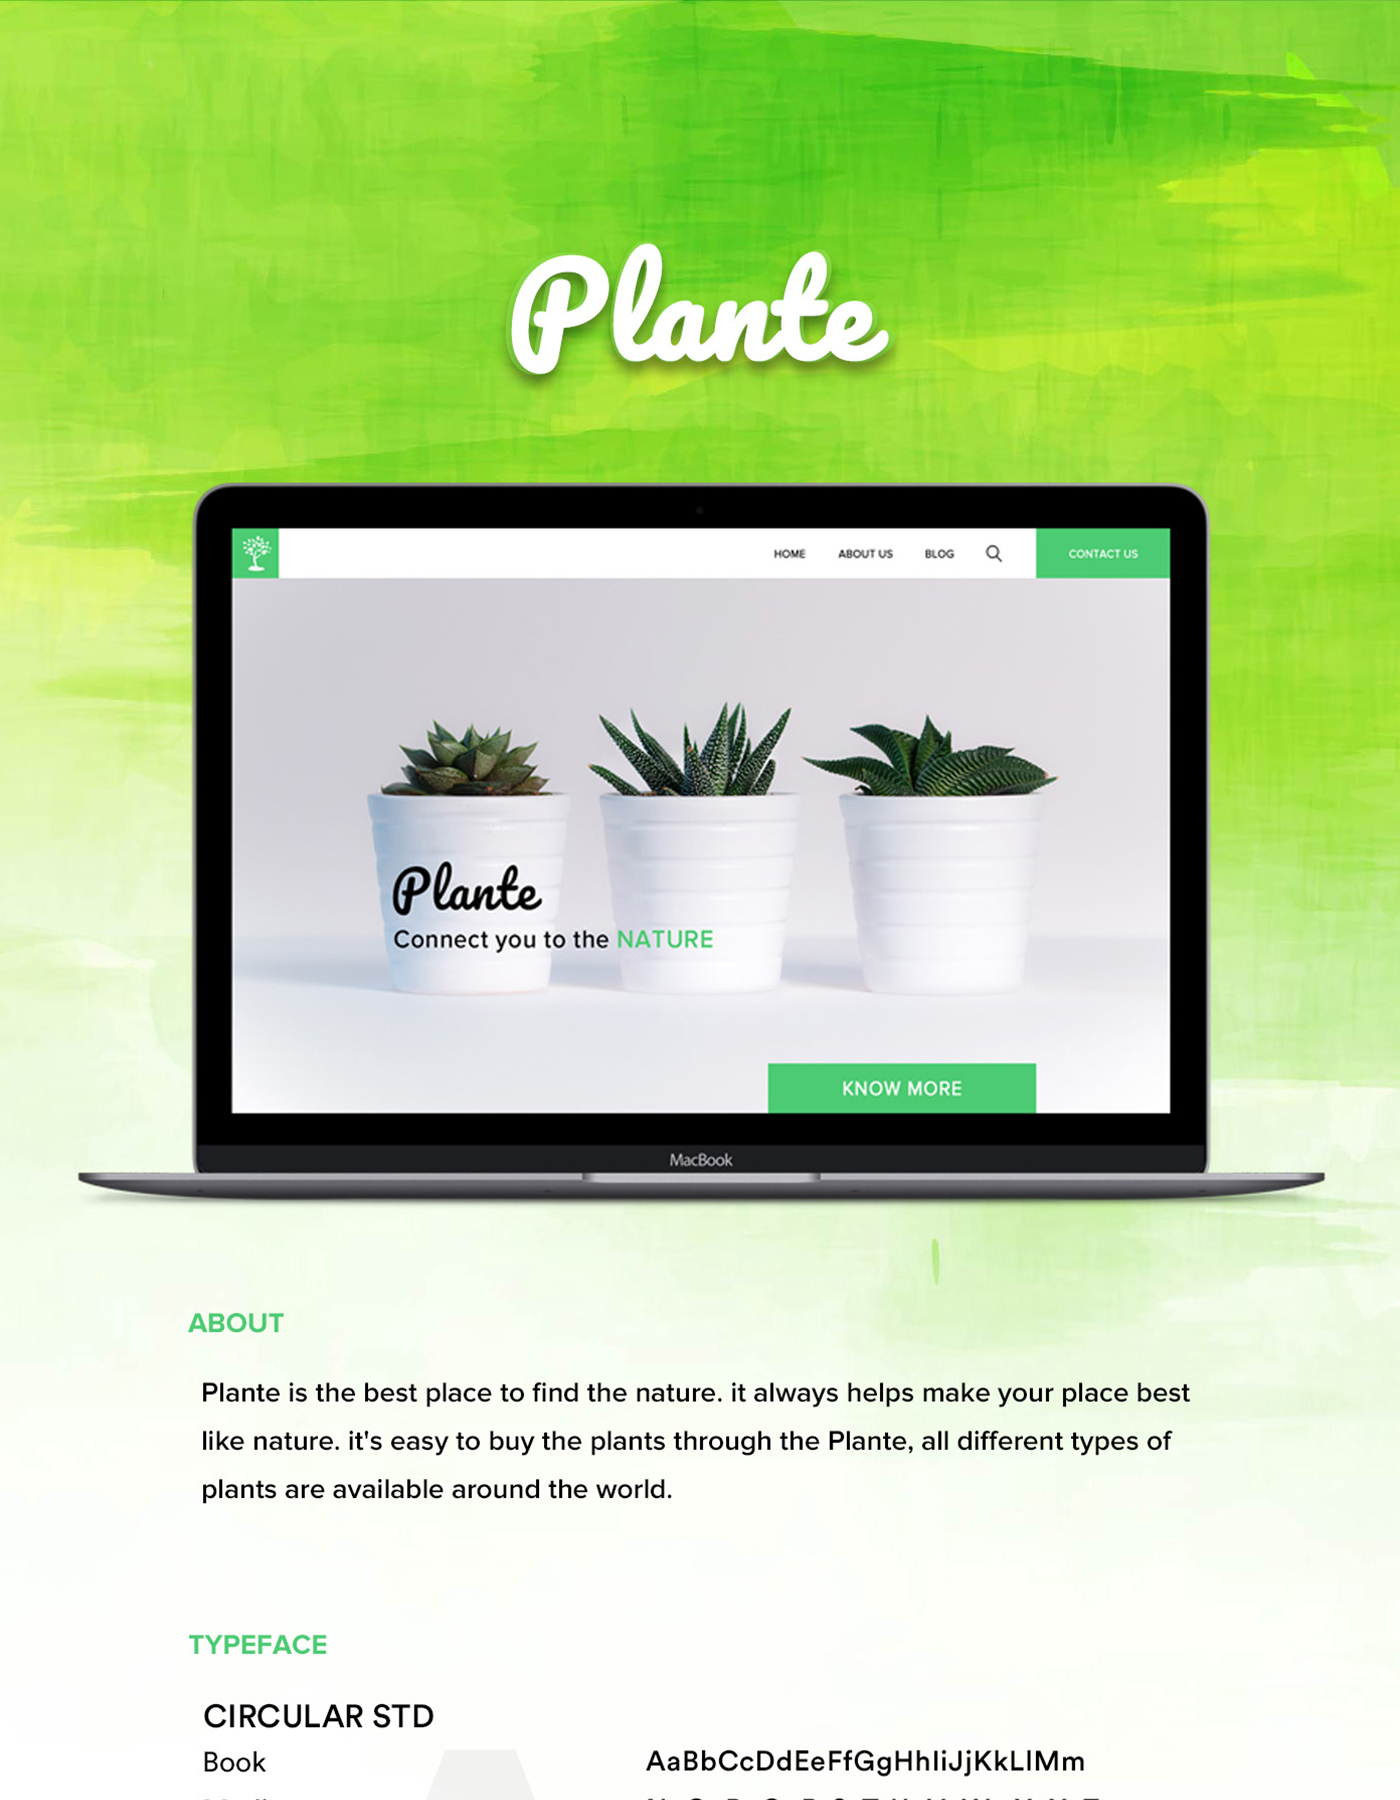 Plante
HOME ABOUT US BLOG CONTACT US
Plante
Connect you to the NATURE
KNOW MORE
MacBook
ABOUT
Plante is the best place to find the nature. it always helps make your place best
like nature. it's easy to buy the plants through the Plante, all different types of
plants are available around the world.
TYPEFACE
CIRCULAR STD
Book
AaBbCcDdEeFfGgHhIiJjKkLlMm